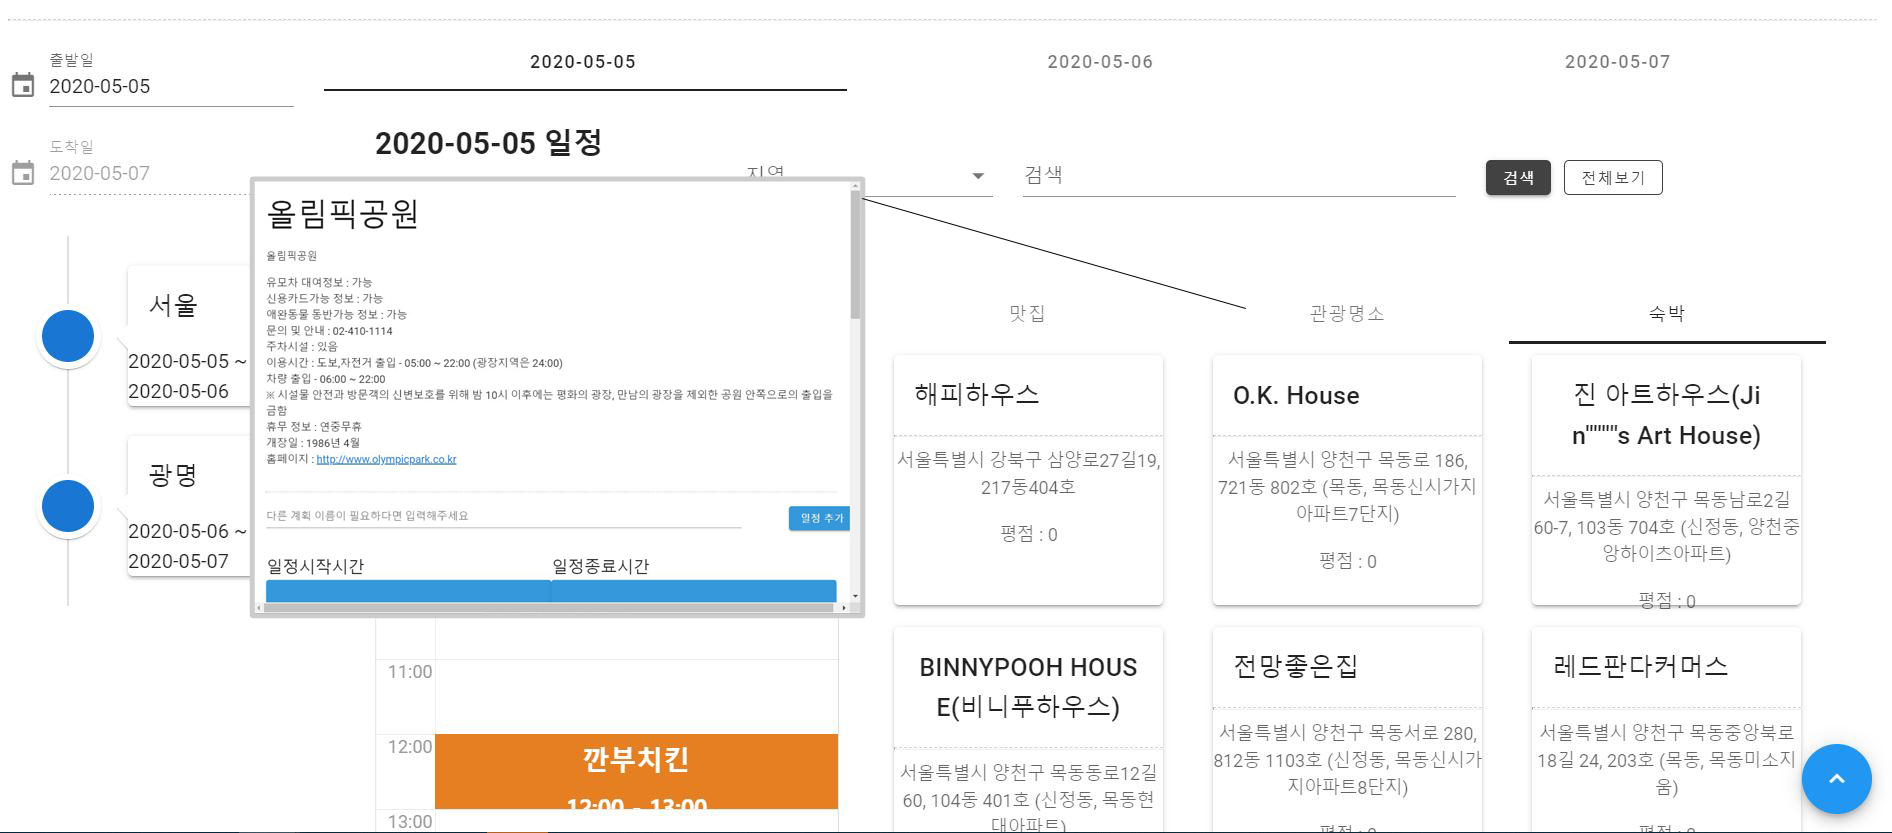 출발일
2020-05-05
도착일
2020-05-07
2020-05-05
2020-05-06
2020-05-07
2020-05-05 일정
지역
검색
검색
전체보기
서울
2020-05-05 ~
2020-05-06
광명
2020-05-06 ~
2020-05-07
올림픽공원
올림픽공원
유모차 대여정보 : 가능
신용카드가능 정보 : 가능
애완동물 동반가능 정보 : 가능
문의 및 안내 : 02-410-1114
주차시설 : 있음
이용시간 : 도보,자전거 출입 - 05:00 ~ 22:00 (광장지역은 24:00)
차량 출입 - 06:00 ~ 22:00
※ 시설물 안전과 방문객의 신변보호를 위해 밤 10시 이후에는 평화의 광장, 만남의 광장을 제외한 공원 안쪽으로의 출입을
금함
휴무 정보 : 연중무휴
개장일 : 1986년 4월
홈페이지 : http://www.olympicpark.co.kr
다른 계획 이름이 필요하다면 입력해주세요
일정 추가
일정시작시간
일정종료시간
11:00
12:00
깐부치킨
12:00 - 13:00
13:00
맛집
관광명소
숙박
해피하우스
서울특별시 강북구 삼양로27길19,
217동404호
평점 : 0
O.K. House
서울특별시 양천구 목동로 186,
721동 802호 (목동, 목동신시가지
아파트7단지)
평점 : 0
진 아트하우스(Ji
n"""'s Art House)
서울특별시 양천구 목동남로2길
60-7, 103동 704호 (신정동, 양천중
앙하이츠아파트)
평점 : 0
BINNYPOOH HOUS
E(비니푸하우스)
서울특별시 양천구 목동동로12길
60, 104동 401호 (신정동, 목동현
대아파트)
전망좋은집
서울특별시 양천구 목동서로 280,
812동 1103호 (신정동, 목동신시가
지아파트8단지)
평점 : 0
레드판다커머스
서울특별시 양천구 목동중앙북로
18길 24, 203호 (목동, 목동미소지
움)
평점 : 0